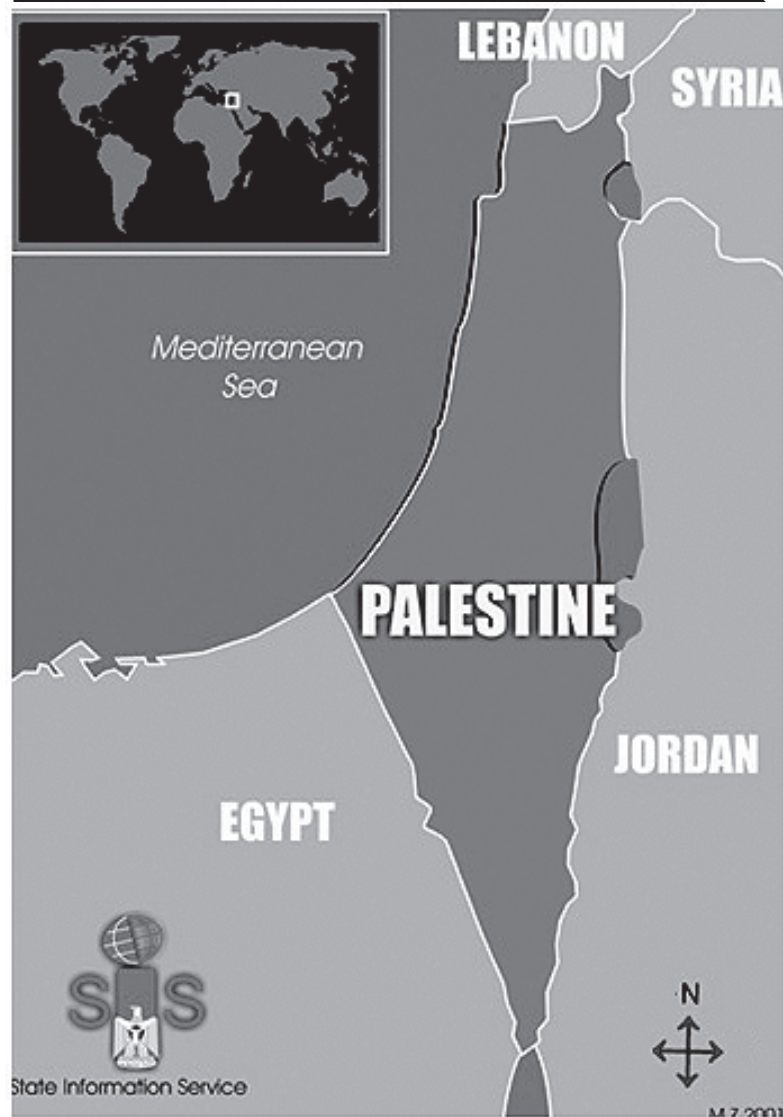 LEBANON
SYRIA
Mediterranean
Sea
PALESTINE
JORDAN
EGYPT
N
SIS
State Information Service